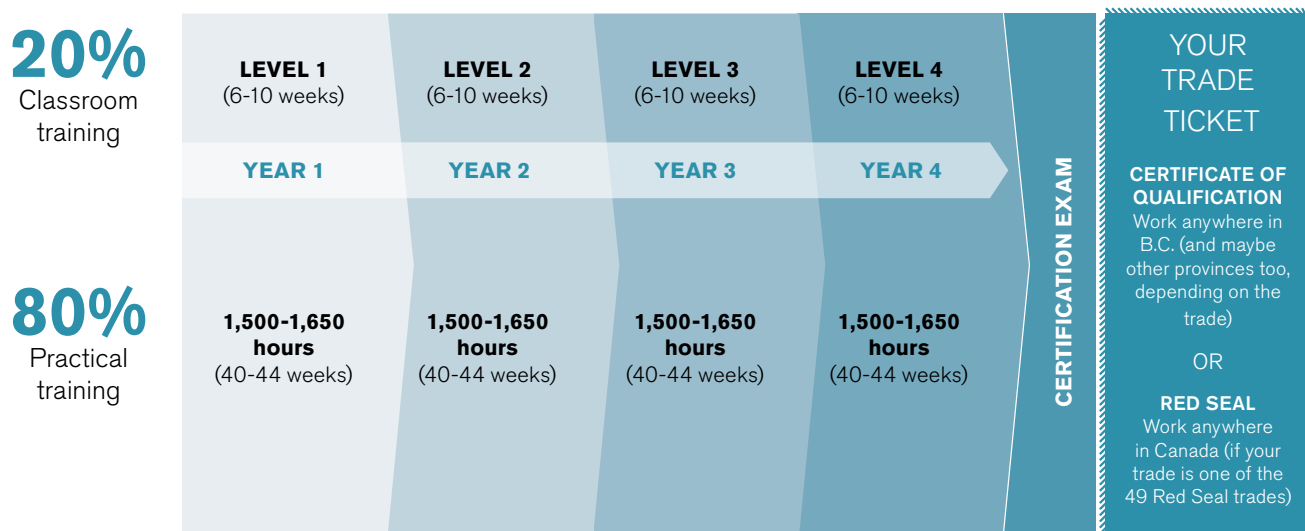 20%
Classroom
training
LEVEL 1
(6-10 weeks)
LEVEL 2
(6-10 weeks)
LEVEL 3
(6-10 weeks)
LEVEL 4
(6-10 weeks)
YEAR 1
YEAR 2
YEAR 3
YEAR 4
80%
Practical
training
1,500-1,650
hours
(40-44 weeks)
1,500-1,650
hours
(40-44 weeks)
1,500-1,650
hours
(40-44 weeks)
1,500-1,650
hours
(40-44 weeks)
CERTIFICATION EXAM
YOUR
TRADE
TICKET
CERTIFICATE OF
QUALIFICATION
Work anywhere in
B.C. (and maybe
other provinces too,
depending on the
trade)
OR
RED SEAL
Work anywhere
in Canada (if your
trade is one of the
49 Red Seal trades)